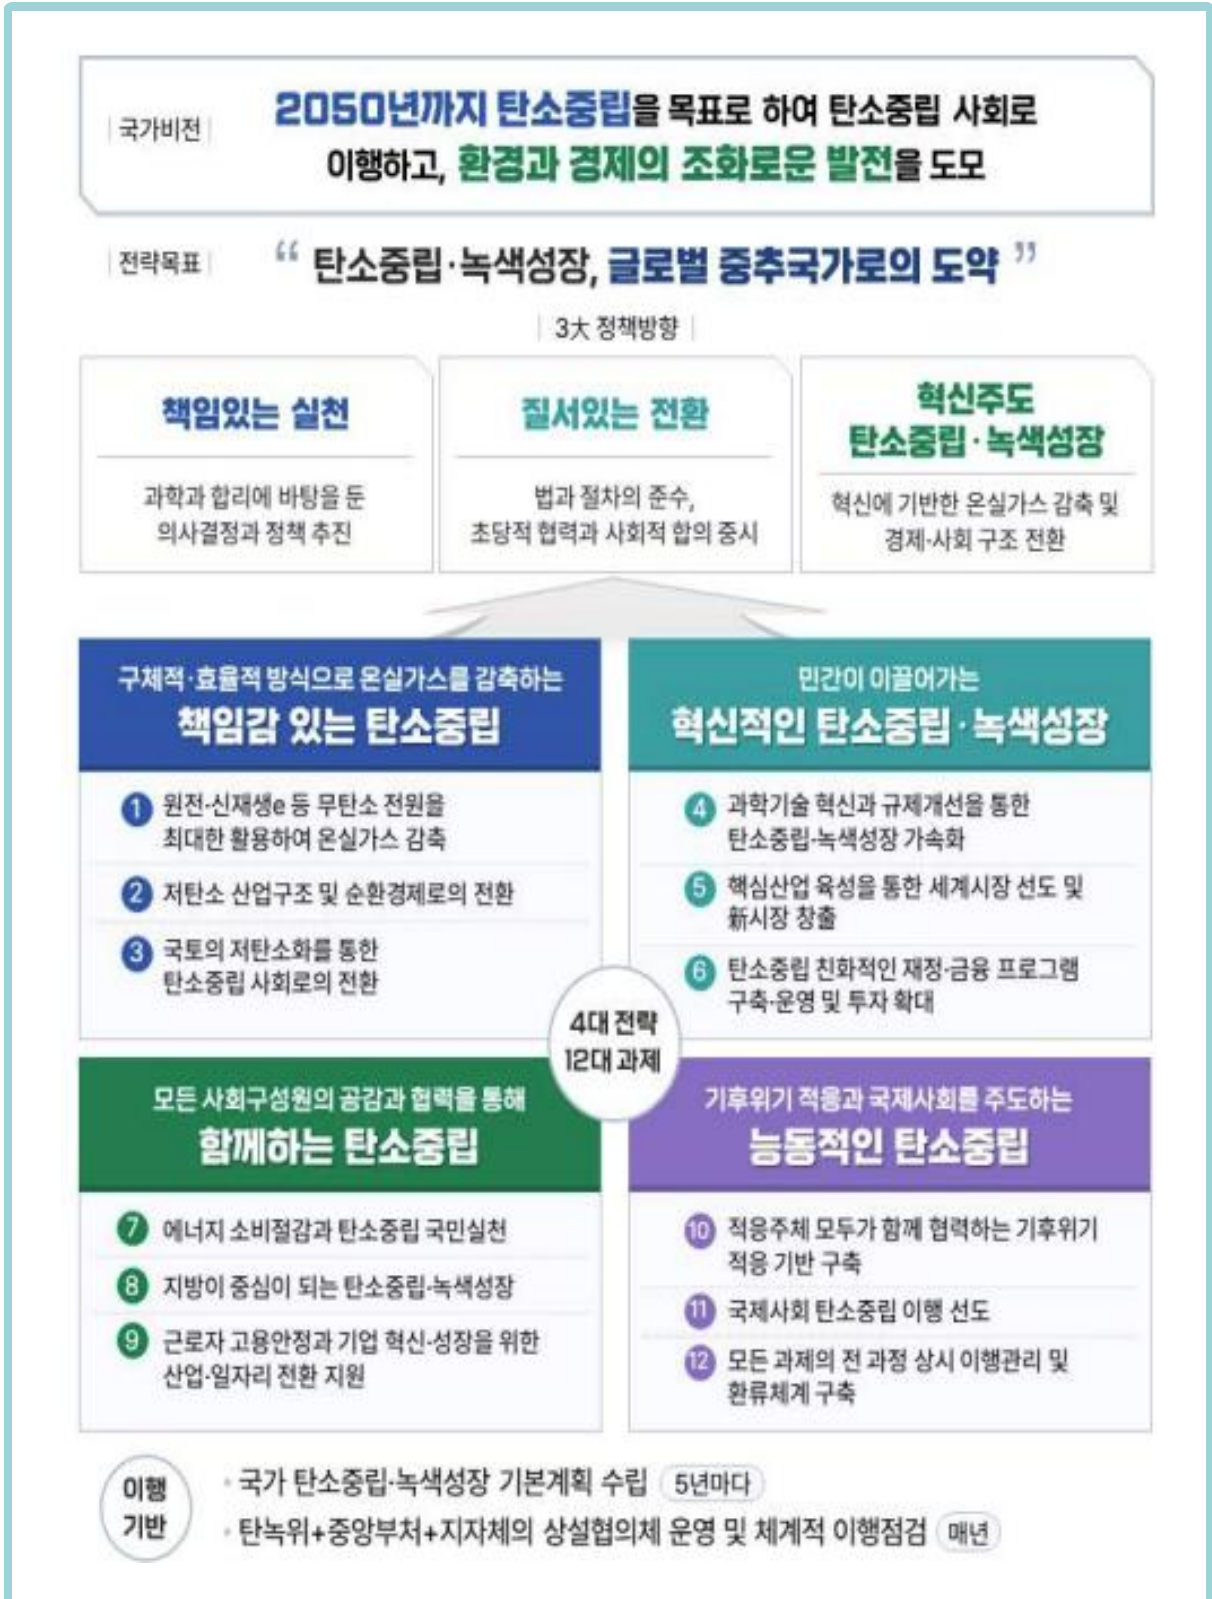 국가비전
2050년까지 탄소중립을 목표로 하여 탄소중립 사회로
이행하고, 환경과 경제의 조화로운 발전을 도모
전략목표
“ 탄소중립·녹색성장, 글로벌 중추국가로의 도약 ”
3大 정책방향
책임있는 실천
과학과 합리에 바탕을 둔
의사결정과 정책 추진
질서있는 전환
법과 절차의 준수,
초당적 협력과 사회적 합의 중시
혁신주도
탄소중립·녹색성장
혁신에 기반한 온실가스 감축 및
경제·사회 구조 전환
구체적·효율적 방식으로 온실가스를 감축하는
책임감 있는 탄소중립
1 원전·신재생e 등 무탄소 전원을
최대한 활용하여 온실가스 감축
2 저탄소 산업구조 및 순환경제로의 전환
3 국토의 저탄소화를 통한
탄소중립 사회로의 전환
민간이 이끌어가는
혁신적인 탄소중립·녹색성장
4 과학기술 혁신과 규제개선을 통한
탄소중립·녹색성장 가속화
5 핵심산업 육성을 통한 세계시장 선도 및
新시장 창출
6 탄소중립 친화적인 재정·금융 프로그램
구축·운영 및 투자 확대
4대 전략
12대 과제
모든 사회구성원의 공감과 협력을 통해
함께하는 탄소중립
7 에너지 소비절감과 탄소중립 국민실천
8 지방이 중심이 되는 탄소중립·녹색성장
9 근로자 고용안정과 기업 혁신·성장을 위한
산업·일자리 전환 지원
기후위기 적응과 국제사회를 주도하는
능동적인 탄소중립
10 적응주체 모두가 함께 협력하는 기후위기
적응 기반 구축
11 국제사회 탄소중립 이행 선도
12 모든 과제의 전 과정 상시 이행관리 및
환류체계 구축
이행
기반
· 국가 탄소중립·녹색성장 기본계획 수립 5년마다
· 탄녹위+중앙부처+지자체의 상설협의체 운영 및 체계적 이행점검 매년